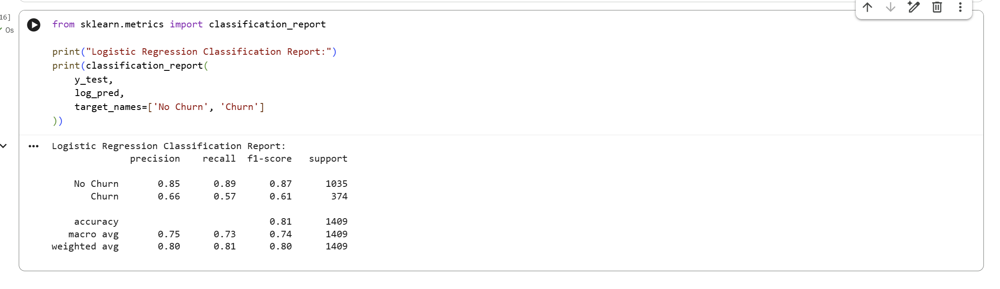 16]
0s
from sklearn.metrics import classification_report
print("Logistic Regression Classification Report:")
print(classification_report(
    y_test,
    log_pred,
    target_names=['No Churn', 'Churn']
))
Logistic Regression Classification Report:
              precision    recall  f1-score   support
    No Churn       0.85      0.89      0.87      1035
       Churn       0.66      0.57      0.61       374
    accuracy                           0.81      1409
   macro avg       0.75      0.73      0.74      1409
weighted avg       0.80      0.81      0.80      1409